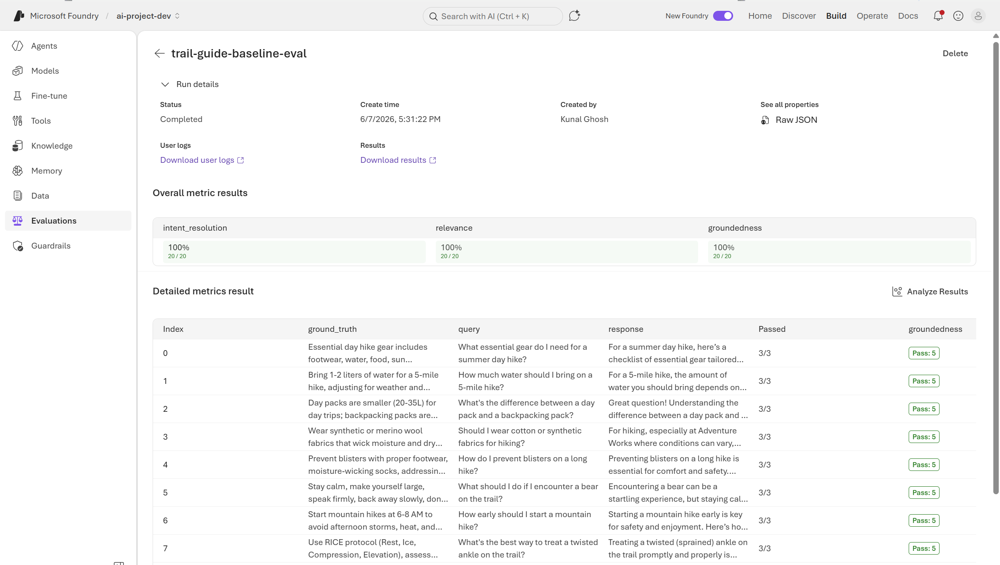 Microsoft Foundry / ai-project-dev
Search with AI (Ctrl + K)
New Foundry
Home
Discover
Build
Operate
Docs
Agents
Models
Fine-tune
Tools
Knowledge
Memory
Data
Evaluations
Guardrails
trail-guide-baseline-eval
Delete
Run details
Status
Completed
Create time
6/7/2026, 5:31:22 PM
Created by
Kunal Ghosh
See all properties
Raw JSON
User logs
Download user logs
Results
Download results
Overall metric results
intent_resolution
relevance
groundedness
100%
20 / 20
100%
20 / 20
100%
20 / 20
Detailed metrics result
Analyze Results
Index
ground_truth
query
response
Passed
groundedness
0
Essential day hike gear includes
footwear, water, food, sun...
What essential gear do I need for a
summer day hike?
For a summer day hike, here’s a
checklist of essential gear tailored...
3/3
Pass: 5
1
Bring 1-2 liters of water for a 5-mile
hike, adjusting for weather and...
How much water should I bring on a
5-mile hike?
For a 5-mile hike, the amount of
water you should bring depends on...
3/3
Pass: 5
2
Day packs are smaller (20-35L) for
day trips; backpacking packs are...
What's the difference between a day
pack and a backpacking pack?
Great question! Understanding the
difference between a day pack and ...
3/3
Pass: 5
3
Wear synthetic or merino wool
fabrics that wick moisture and dry...
Should I wear cotton or synthetic
fabrics for hiking?
For hiking, especially at Adventure
Works where conditions can vary,...
3/3
Pass: 5
4
Prevent blisters with proper footwear,
moisture-wicking socks, addressin...
How do I prevent blisters on a long
hike?
Preventing blisters on a long hike is
essential for comfort and safety....
3/3
Pass: 5
5
Stay calm, make yourself large,
speak firmly, back away slowly, don...
What should I do if I encounter a bear
on the trail?
Encountering a bear can be a
startling experience, but staying cal...
3/3
Pass: 5
6
Start mountain hikes at 6-8 AM to
avoid afternoon storms, heat, and...
How early should I start a mountain
hike?
Starting a mountain hike early is key
for safety and enjoyment. Here’s ho...
3/3
Pass: 5
7
Use RICE protocol (Rest, Ice,
Compression, Elevation), assess...
What's the best way to treat a twisted
ankle on the trail?
Treating a twisted (sprained) ankle on
the trail promptly and properly is...
3/3
Pass: 5